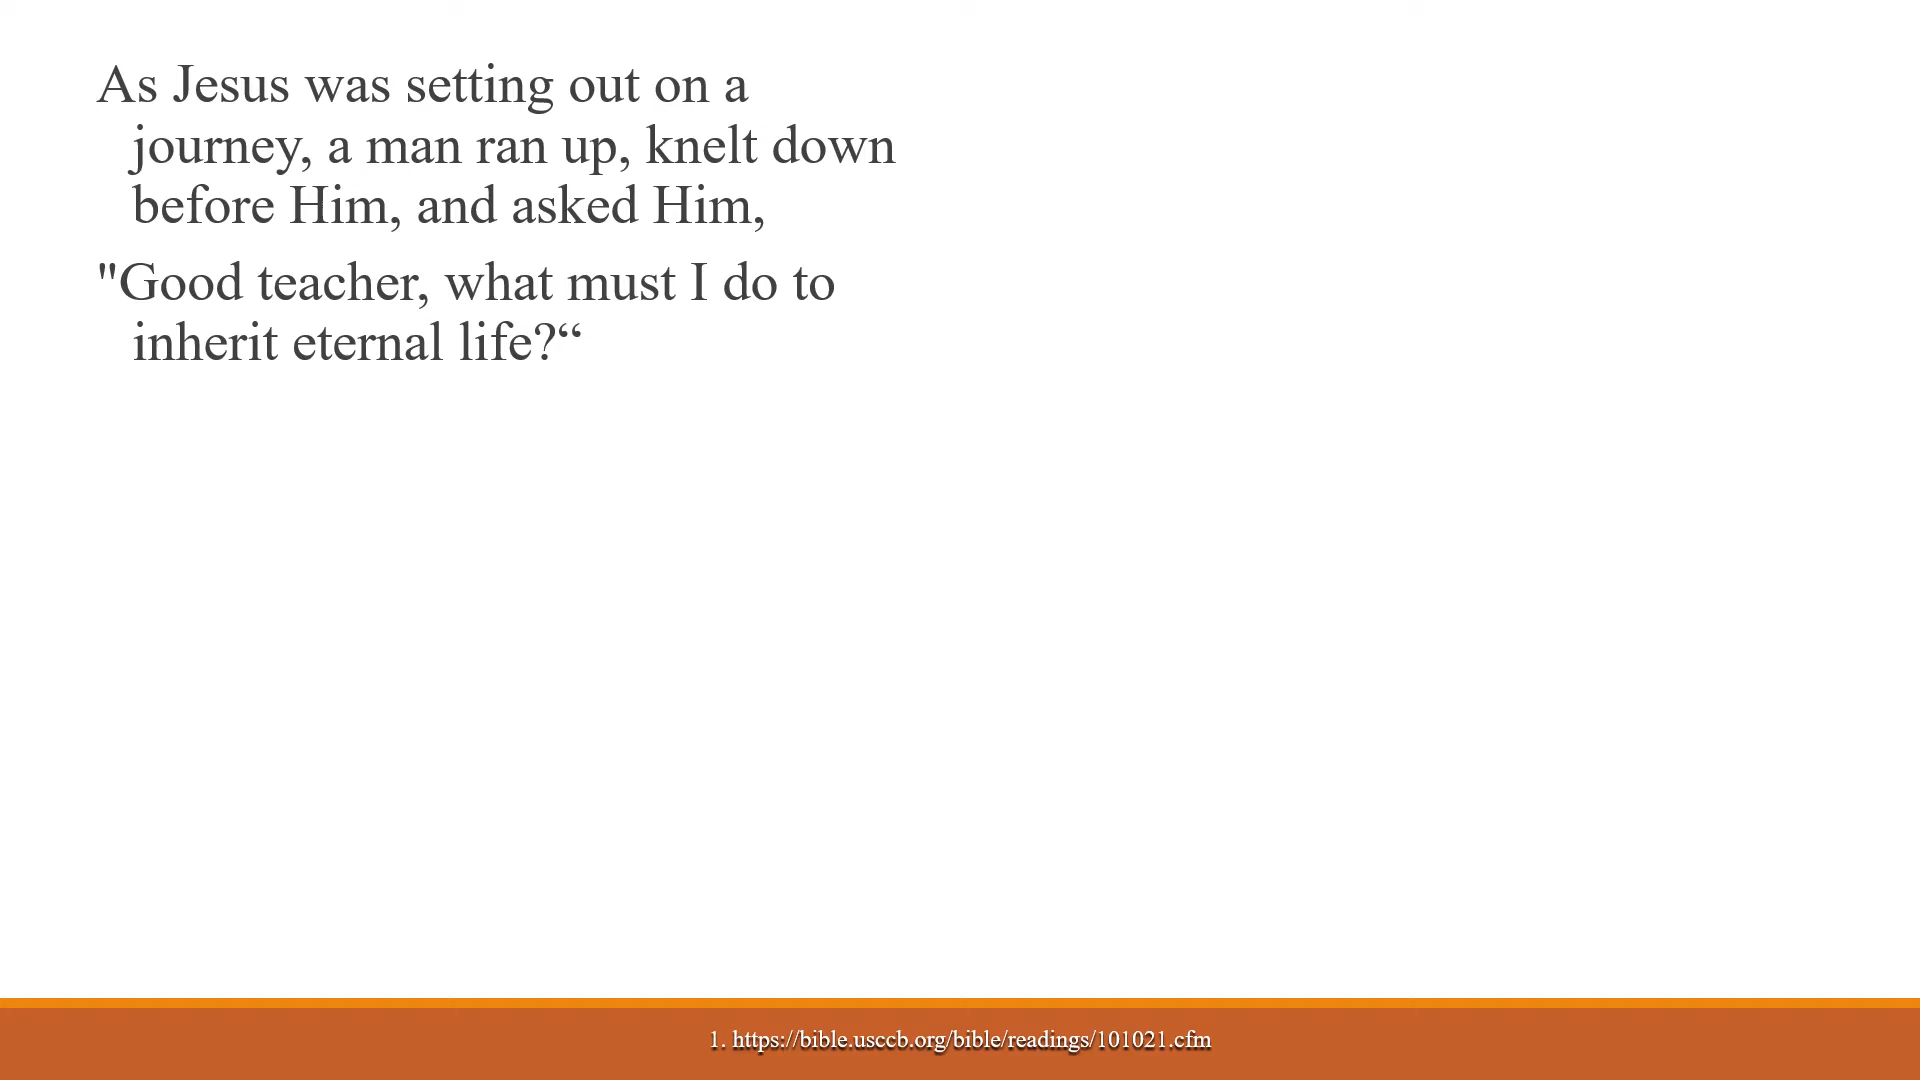 As Jesus was setting out on a
journey, a man ran up, knelt down
before Him, and asked Him,
"Good teacher, what must I do to
inherit eternal life?“
1. https://bible.usccb.org/bible/readings/101021.cfm